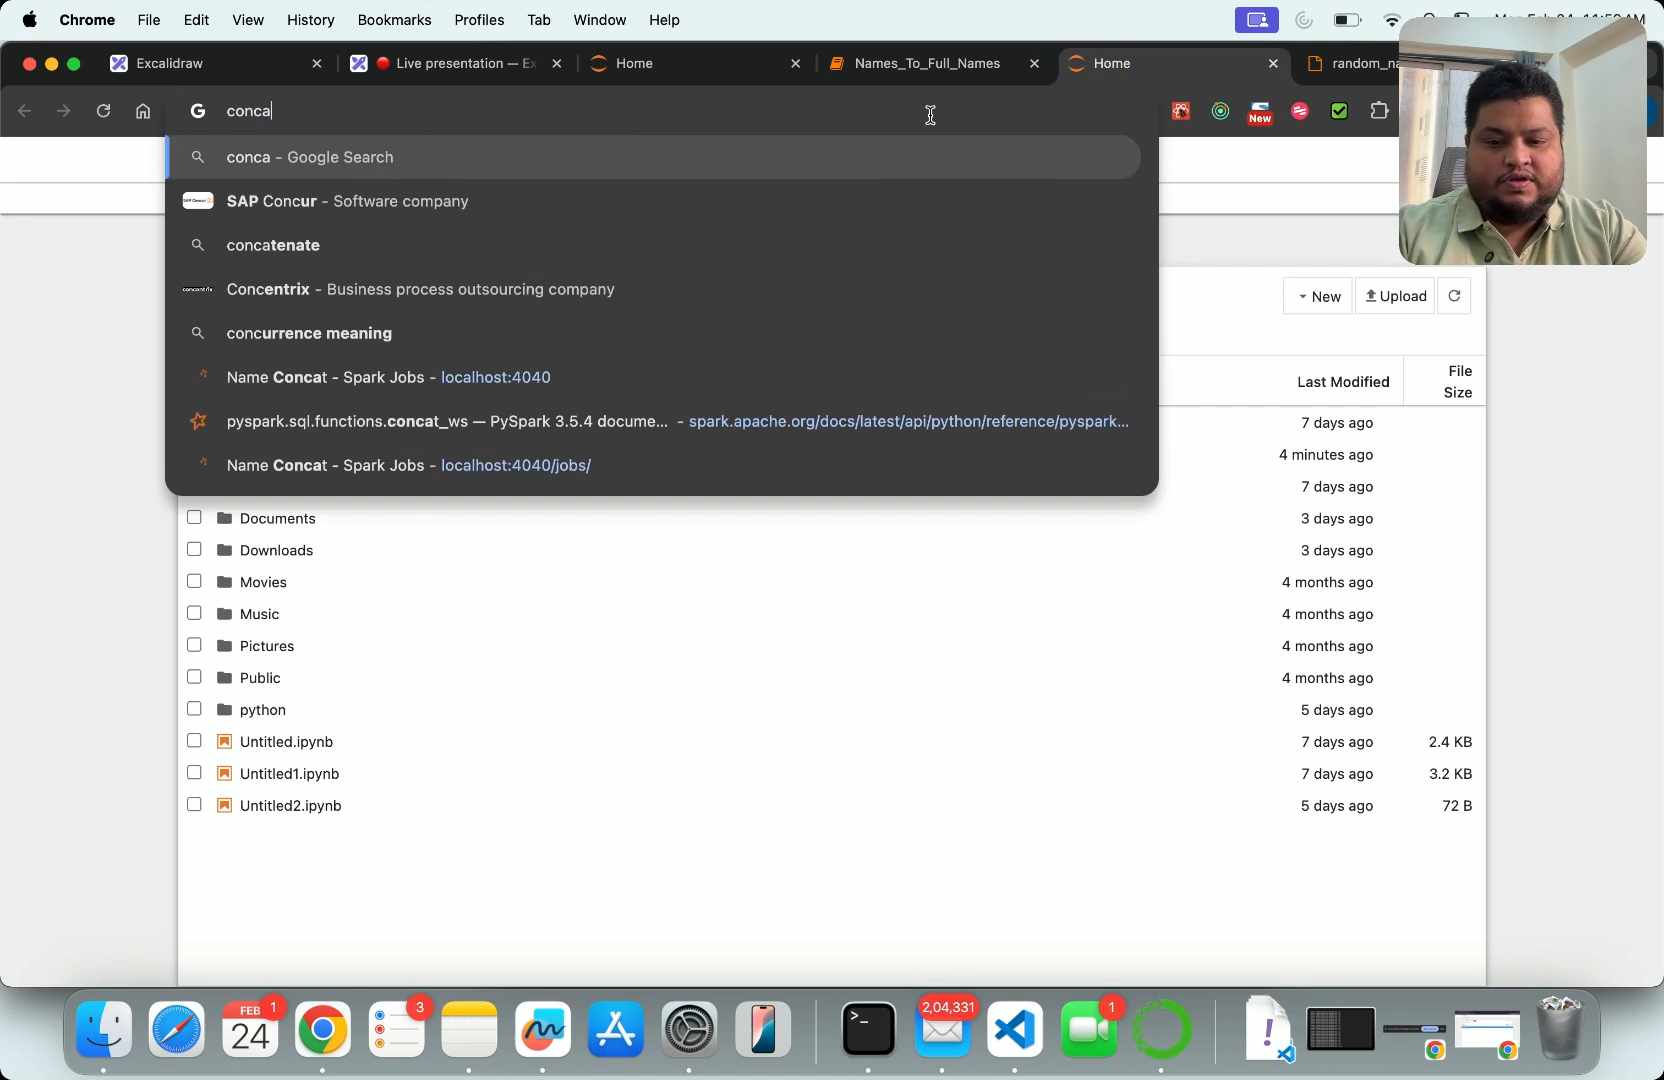 Chrome File Edit View History Bookmarks Profiles Tab Window Help
Excalidraw
Live presentation — Ex
Home
Names_To_Full_Names
Home
random_na
conca
New
conca - Google Search
SAP Concur - Software company
concatenate
Concentrix - Business process outsourcing company
concurrence meaning
Name Concat - Spark Jobs - localhost:4040
pyspark.sql.functions.concat_ws — PySpark 3.5.4 docume... - spark.apache.org/docs/latest/api/python/reference/pyspark...
Name Concat - Spark Jobs - localhost:4040/jobs/
New Upload
Last Modified File Size
7 days ago
4 minutes ago
7 days ago
Documents 3 days ago
Downloads 3 days ago
Movies 4 months ago
Music 4 months ago
Pictures 4 months ago
Public 4 months ago
python 5 days ago
Untitled.ipynb 7 days ago 2.4 KB
Untitled1.ipynb 7 days ago 3.2 KB
Untitled2.ipynb 5 days ago 72 B
FEB 24
1
3
2,04,331
1